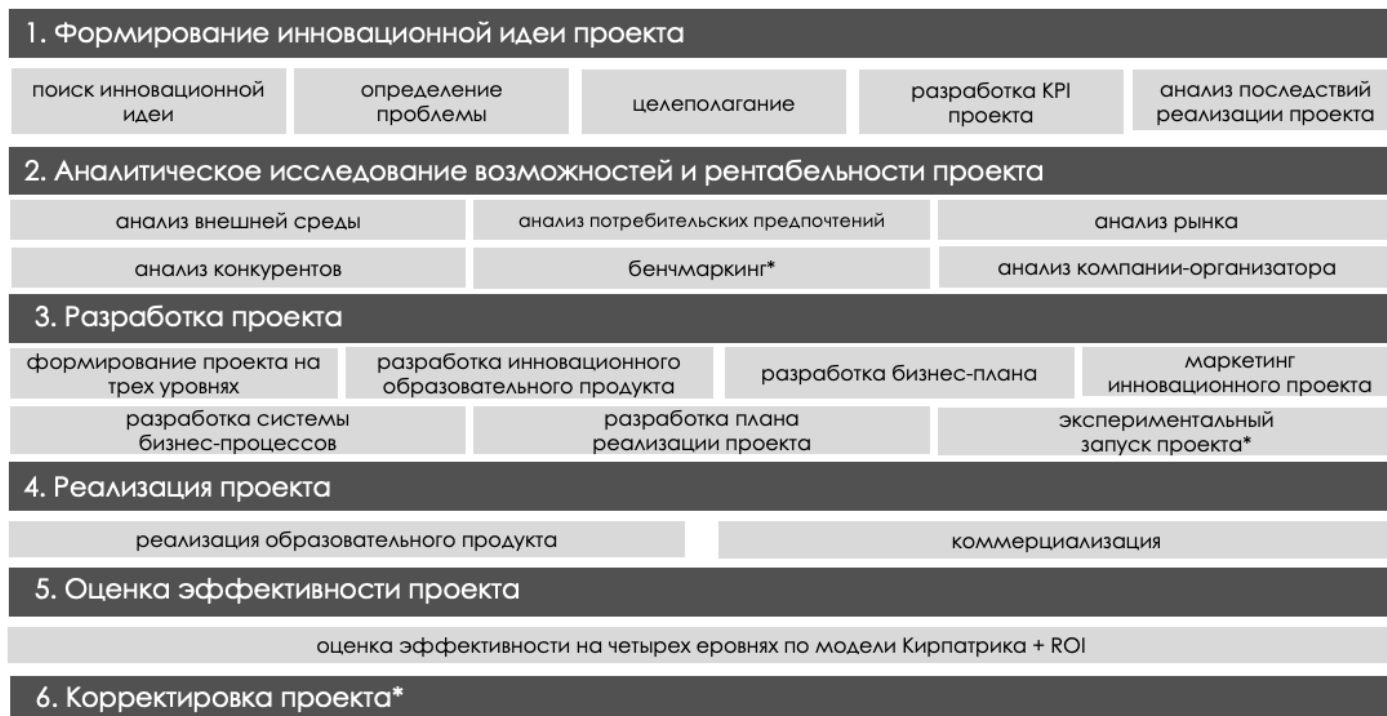 1. Формирование инновационной идеи проекта
поиск инновационной
идеи
определение
проблемы
целеполагание
разработка KPI
проекта
анализ последствий
реализации проекта
2. Аналитическое исследование возможностей и рентабельности проекта
анализ внешней среды
анализ потребительских предпочтений
анализ рынка
анализ конкурентов
бенчмаркинг*
анализ компании-организатора
3. Разработка проекта
формирование проекта на
трех уровнях
разработка инновационного
образовательного продукта
разработка бизнес-плана
маркетинг
инновационного проекта
разработка системы
бизнес-процессов
разработка плана
реализации проекта
экспериментальный
запуск проекта*
4. Реализация проекта
реализация образовательного продукта
коммерциализация
5. Оценка эффективности проекта
оценка эффективности на четырех еровнях по модели Кирпатрика + ROI
6. Корректировка проекта*